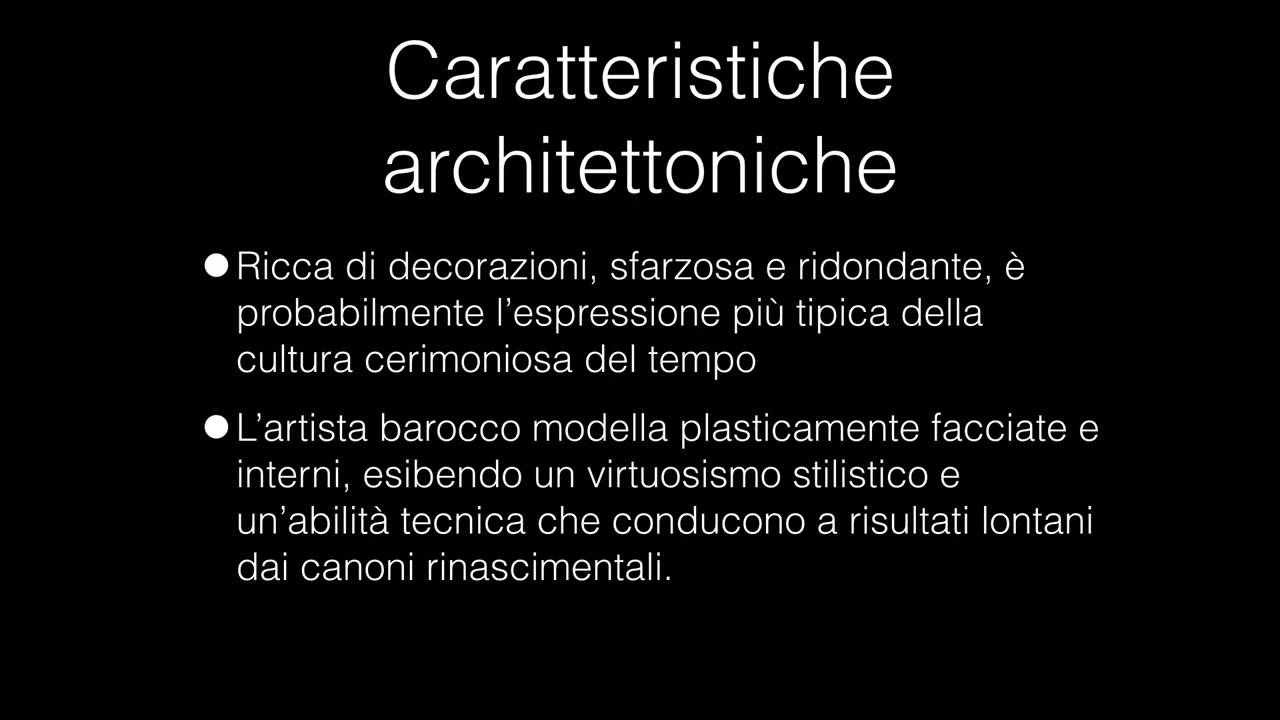 Caratteristiche
architettoniche
● Ricca di decorazioni, sfarzosa e ridondante, è
probabilmente l’espressione più tipica della
cultura cerimoniosa del tempo
● L’artista barocco modella plasticamente facciate e
interni, esibendo un virtuosismo stilistico e
un’abilità tecnica che conducono a risultati lontani
dai canoni rinascimentali.